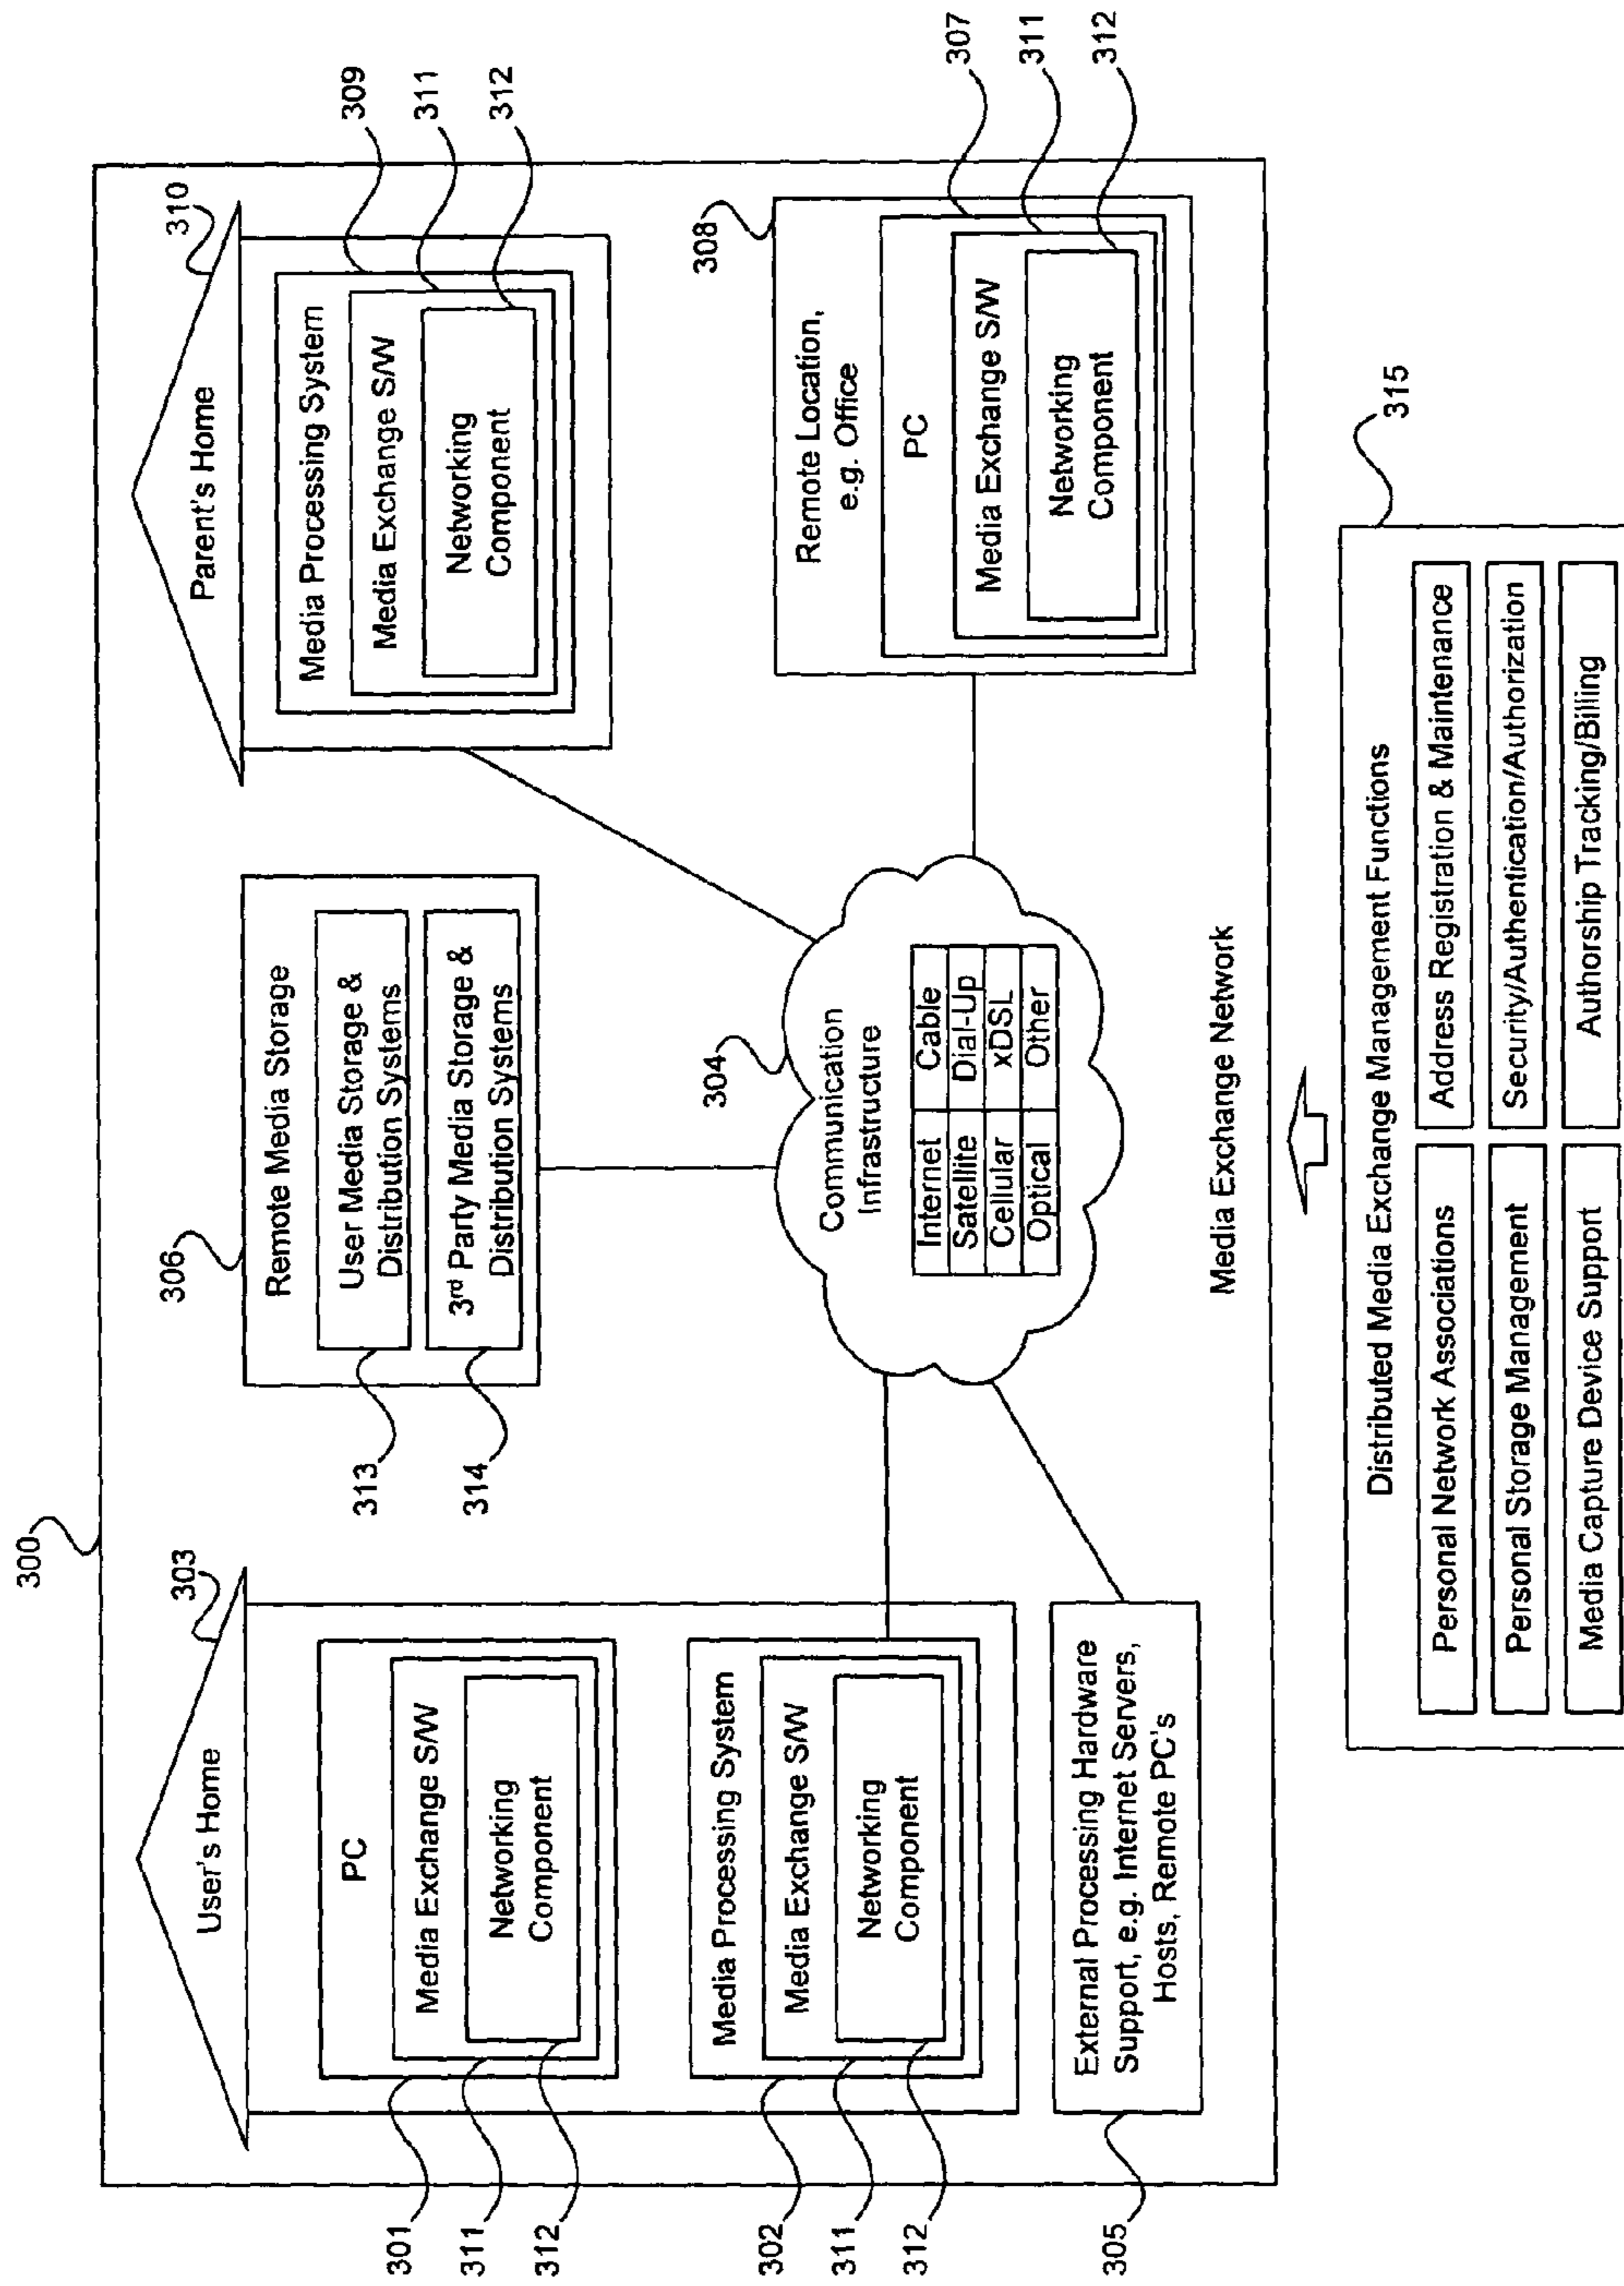 300
User's Home
303
PC
Media Exchange S/W
Networking
Component
301
311
312
Media Processing System
Media Exchange S/W
Networking
Component
302
311
312
External Processing Hardware
Support, e.g. Internet Servers,
Hosts, Remote PC's
305
306
Remote Media Storage
User Media Storage &
Distribution Systems
3rd Party Media Storage &
Distribution Systems
313
314
304
Communication
Infrastructure
Internet Cable
Satellite Dial-Up
Cellular xDSL
Optical Other
Parent's Home
310
Media Processing System
Media Exchange S/W
Networking
Component
309
311
312
308
Remote Location,
e.g. Office
PC
Media Exchange S/W
Networking
Component
307
311
312
Media Exchange Network
315
Distributed Media Exchange Management Functions
Personal Network Associations
Address Registration & Maintenance
Personal Storage Management
Security/Authentication/Authorization
Media Capture Device Support
Authorship Tracking/Billing